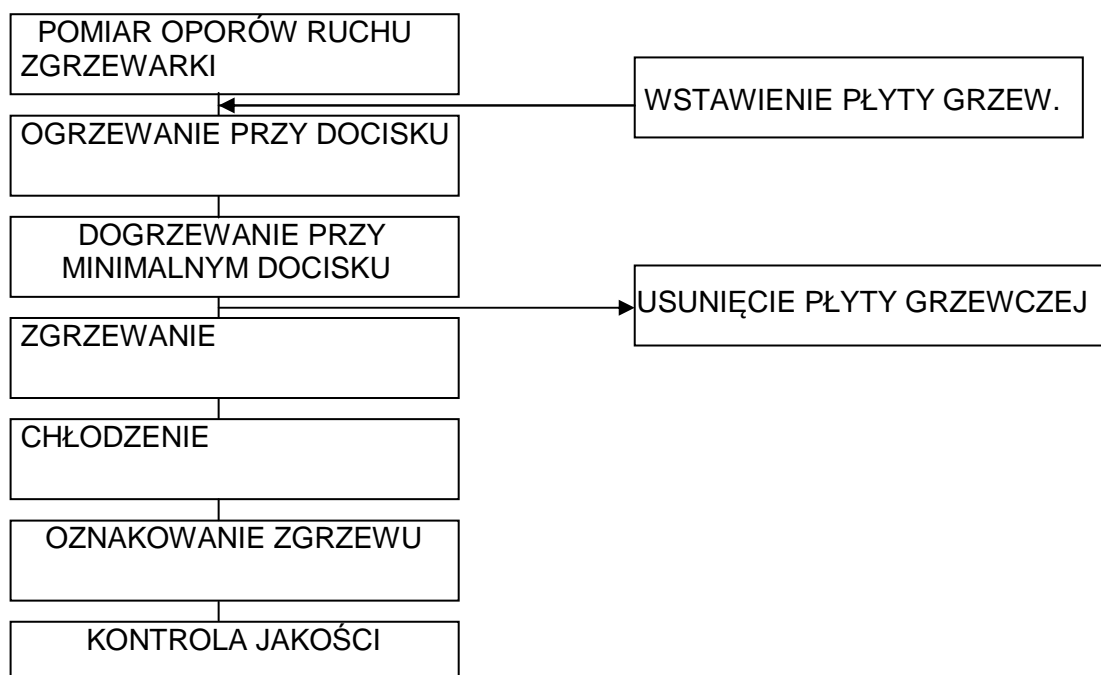 POMIAR OPORÓW RUCHU
ZGRZEWARKI
WSTAWIENIE PŁYTY GRZEW.
OGRZEWANIE PRZY DOCISKU
DOGRZEWANIE PRZY
MINIMALNYM DOCISKU
USUNIĘCIE PŁYTY GRZEWCZEJ
ZGRZEWANIE
CHŁODZENIE
OZNAKOWANIE ZGRZEWU
KONTROLA JAKOŚCI